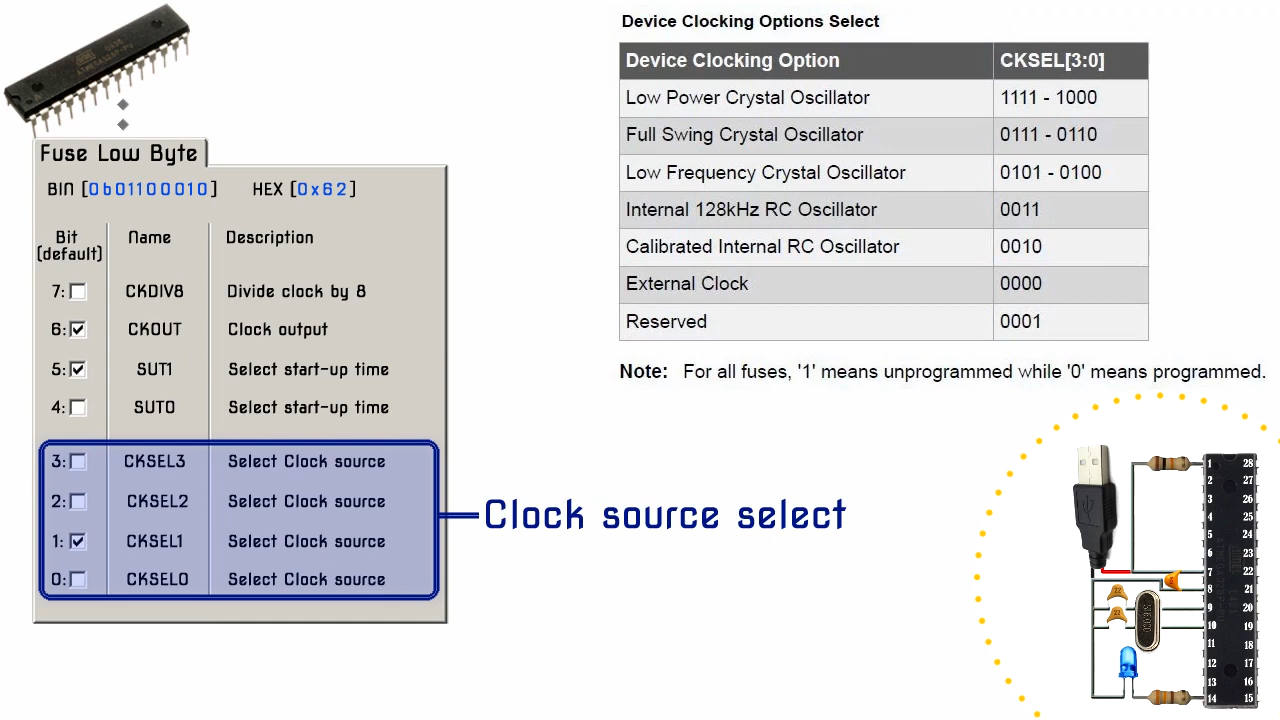 Fuse Low Byte
BIN [0b01100010] HEX [0x62]
Bit (default) Name Description
7: CKDIV8 Divide clock by 8
6: CKOUT Clock output
5: SUT1 Select start-up time
4: SUT0 Select start-up time
3: CKSEL3 Select Clock source
2: CKSEL2 Select Clock source
1: CKSEL1 Select Clock source
0: CKSEL0 Select Clock source
Clock source select
Device Clocking Options Select
Device Clocking Option CKSEL[3:0]
Low Power Crystal Oscillator 1111 - 1000
Full Swing Crystal Oscillator 0111 - 0110
Low Frequency Crystal Oscillator 0101 - 0100
Internal 128kHz RC Oscillator 0011
Calibrated Internal RC Oscillator 0010
External Clock 0000
Reserved 0001
Note: For all fuses, '1' means unprogrammed while '0' means programmed.
1 28
2 27
3 26
4 25
5 24
6 23
7 22
8 21
9 20
10 19
11 18
12 17
13 16
14 15
22
22